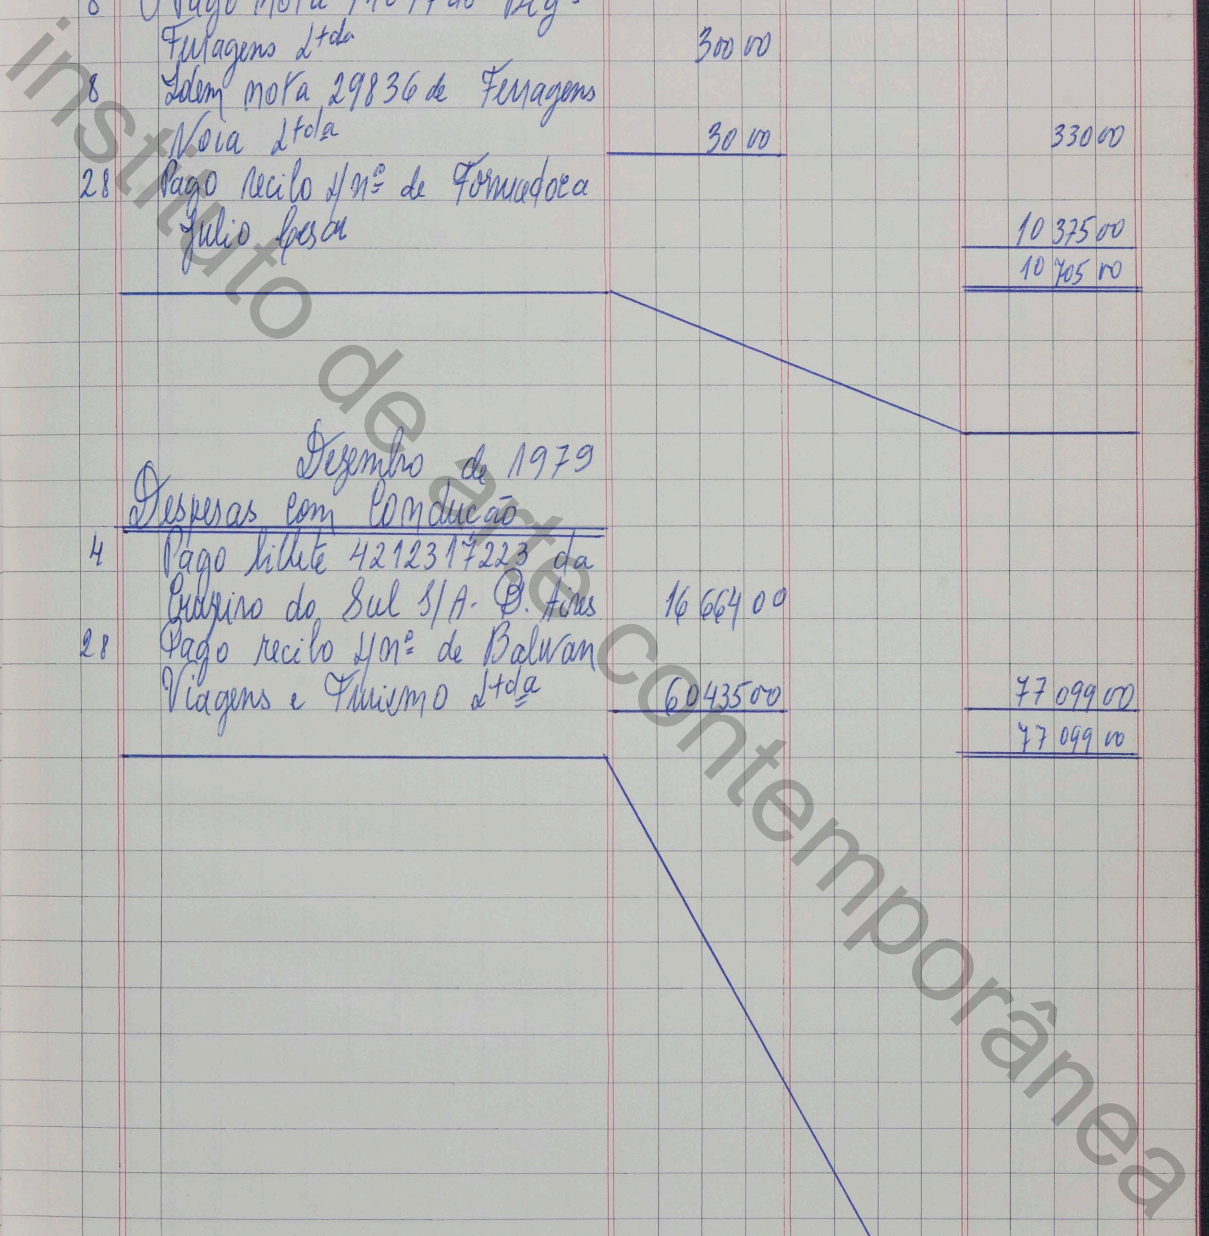 8 Pago nota
Ferragens Ltda 300 00
8 Idem nota 29836 de Ferragens
Noia Ltda 30 00 330 00
28 Pago recibo s/nº de
Julio Cesar 10 375 00
10 705 00
Dezembro de 1979
Despesas com Condução
4 Pago bilhete 4212317223 da
Cruzeiro do Sul S/A - B. Aires 16 664 00
28 Pago recibo s/nº de Balwan
Viagens e Turismo Ltda 60 435 00 77 099 00
77 099 00
instituto de arte contemporânea